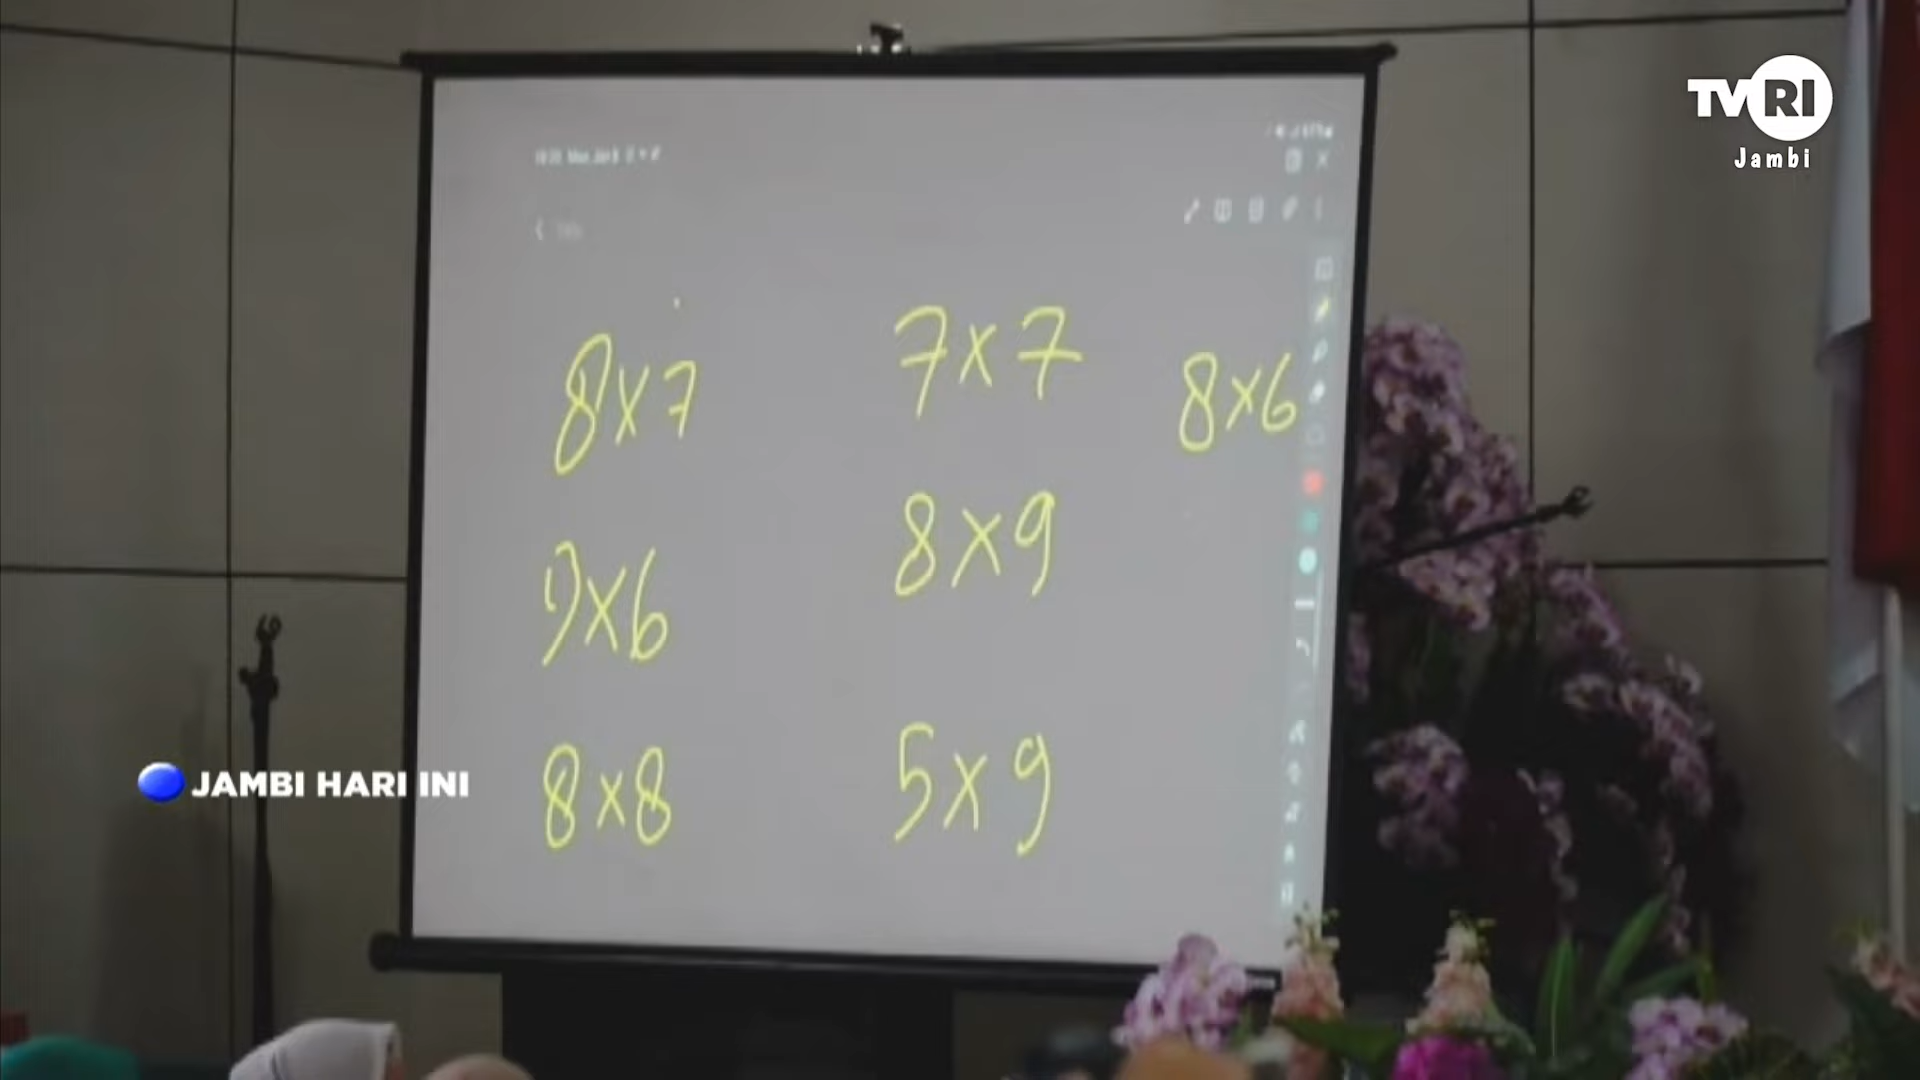 TVRI
Jambi
8x7
9x6
8x8
7x7
8x9
5x9
8x6
JAMBI HARI INI